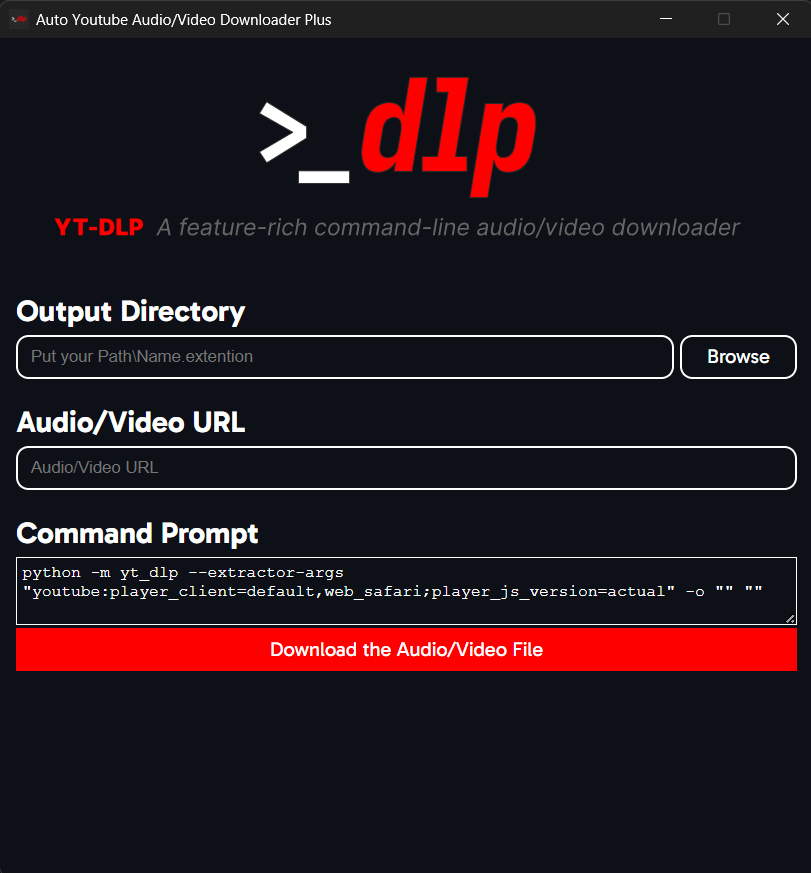 Auto Youtube Audio/Video Downloader Plus
>_dlp
YT-DLP A feature-rich command-line audio/video downloader
Output Directory
Put your Path\Name.extention
Browse
Audio/Video URL
Audio/Video URL
Command Prompt
python -m yt_dlp --extractor-args
"youtube:player_client=default,web_safari;player_js_version=actual" -o "" ""
Download the Audio/Video File